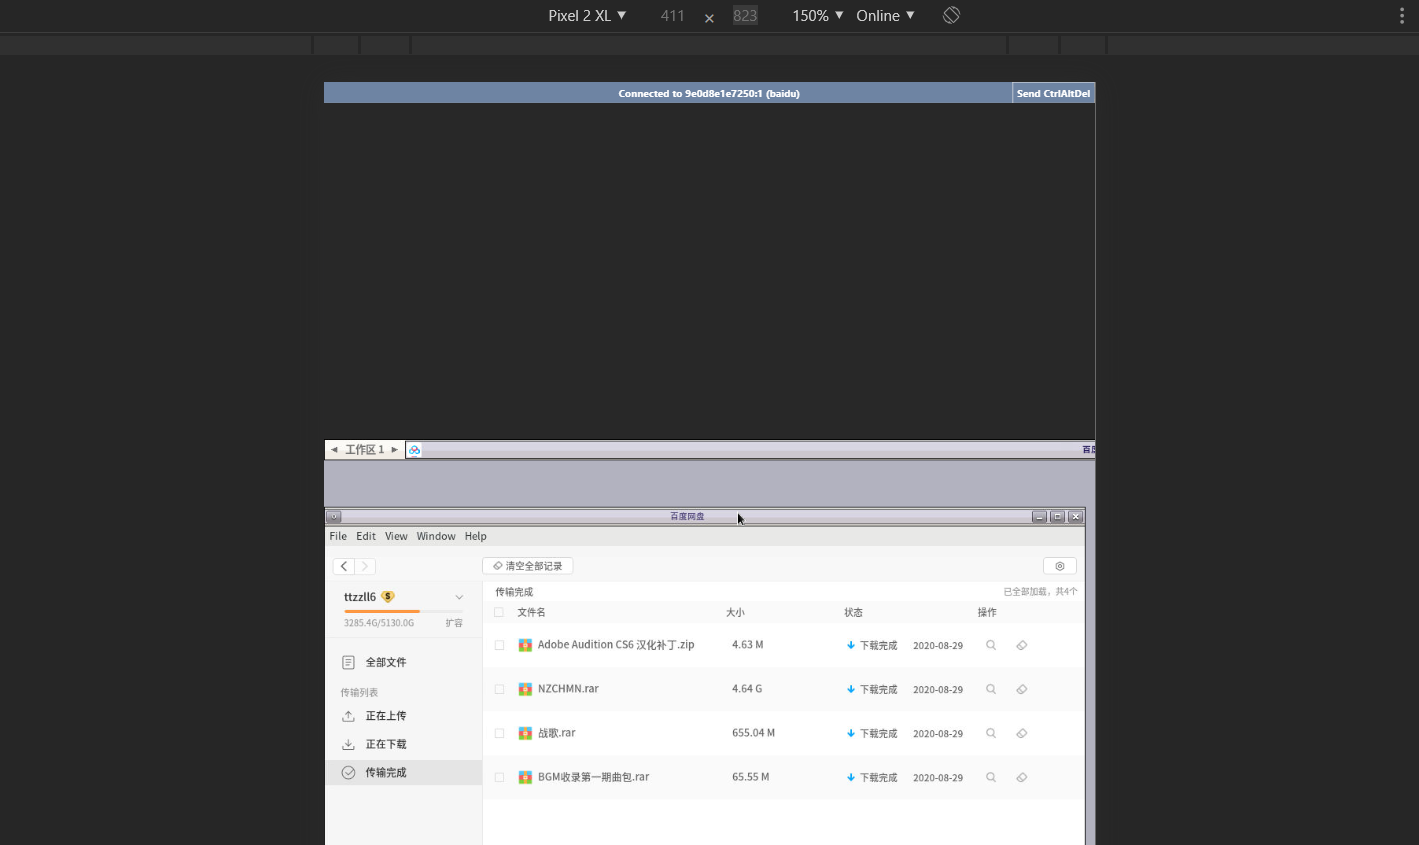 Pixel 2 XL ▼ 411 × 823 150% ▼ Online ▼
Connected to 9e0d8e1e7250:1 (baidu) Send CtrlAltDel
◄ 工作区 1 ► 百度
百度网盘
File Edit View Window Help
清空全部记录
ttzzll6
传输完成 已全部加载，共4个
3285.4G/5130.0G 扩容
文件名 大小 状态 操作
全部文件
传输列表
正在上传
正在下载
传输完成
Adobe Audition CS6 汉化补丁.zip 4.63 M 下载完成 2020-08-29
NZCHMN.rar 4.64 G 下载完成 2020-08-29
战歌.rar 655.04 M 下载完成 2020-08-29
BGM收录第一期曲包.rar 65.55 M 下载完成 2020-08-29